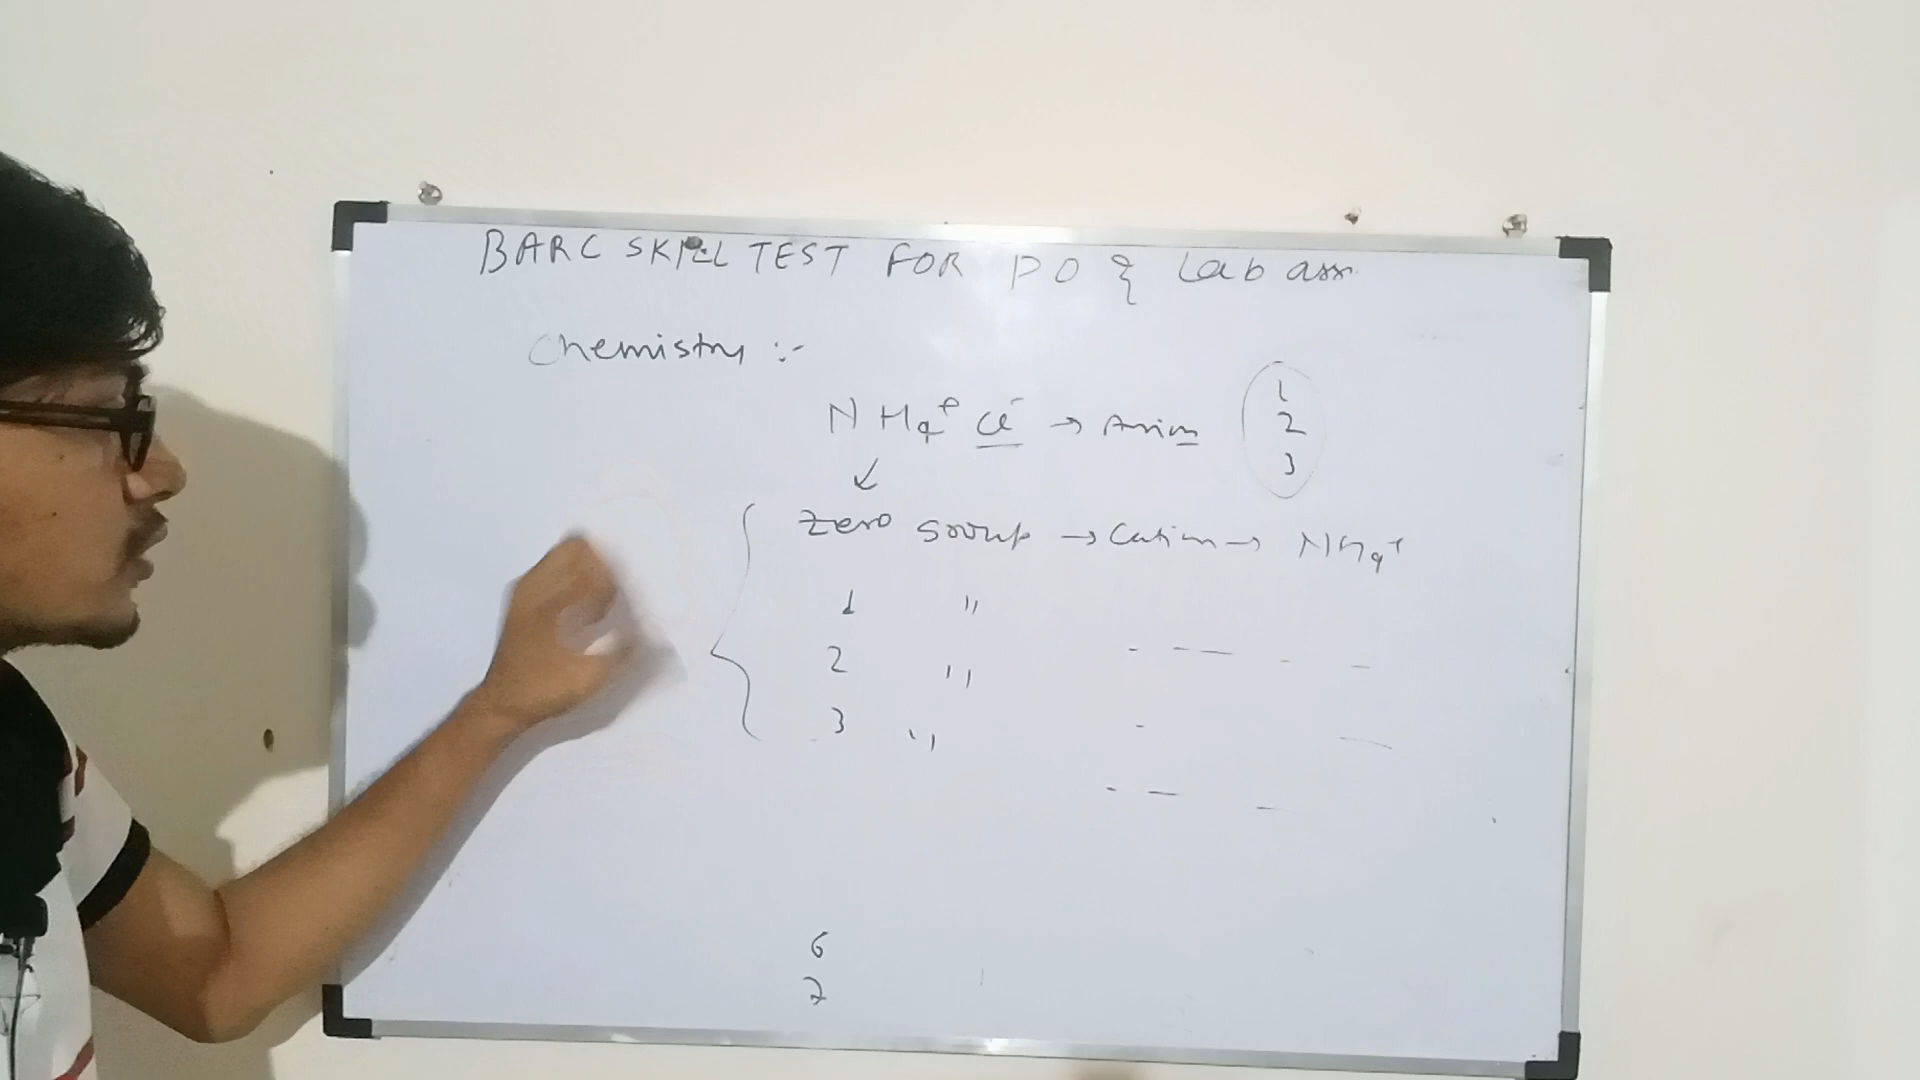 BARC SKILL TEST FOR PO & Lab ass.
Chemistry :-
NH4+ Cl- → Anion
1
2
3
↙
Zero group → Cation → NH4+
1 "
2 "
3 "
6
7